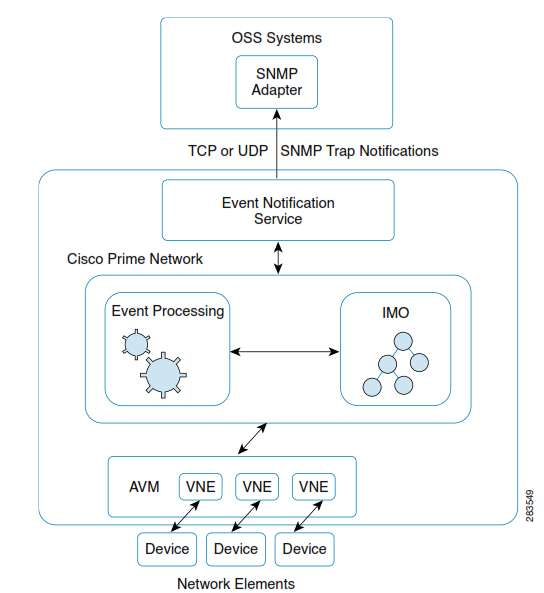 OSS Systems
SNMP
Adapter
TCP or UDP SNMP Trap Notifications
Event Notification
Service
Cisco Prime Network
Event Processing
IMO
AVM
VNE
VNE
VNE
Device
Device
Device
Network Elements
283549